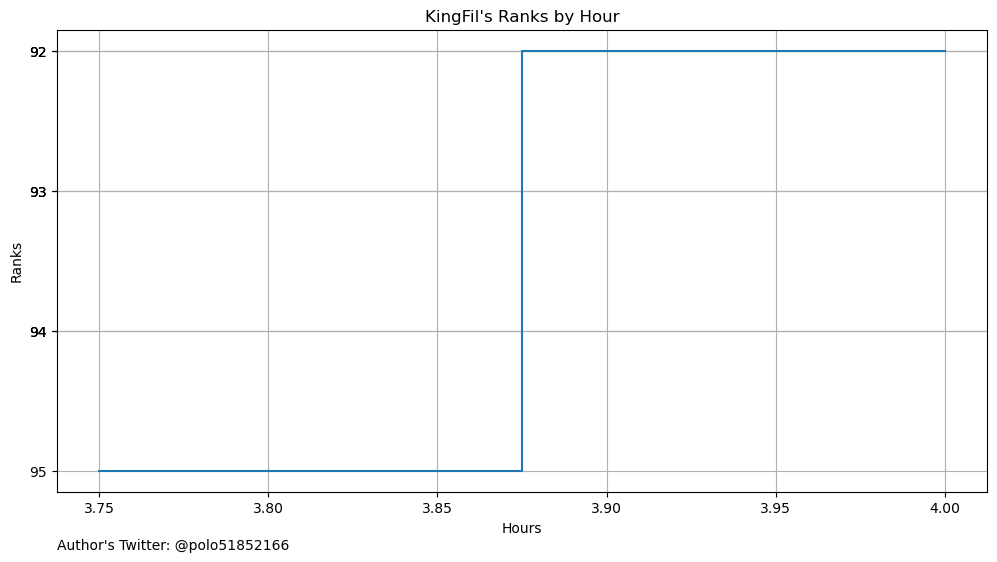 KingFil's Ranks by Hour
92
93
94
95
Ranks
3.75 3.80 3.85 3.90 3.95 4.00
Hours
Author's Twitter: @polo51852166